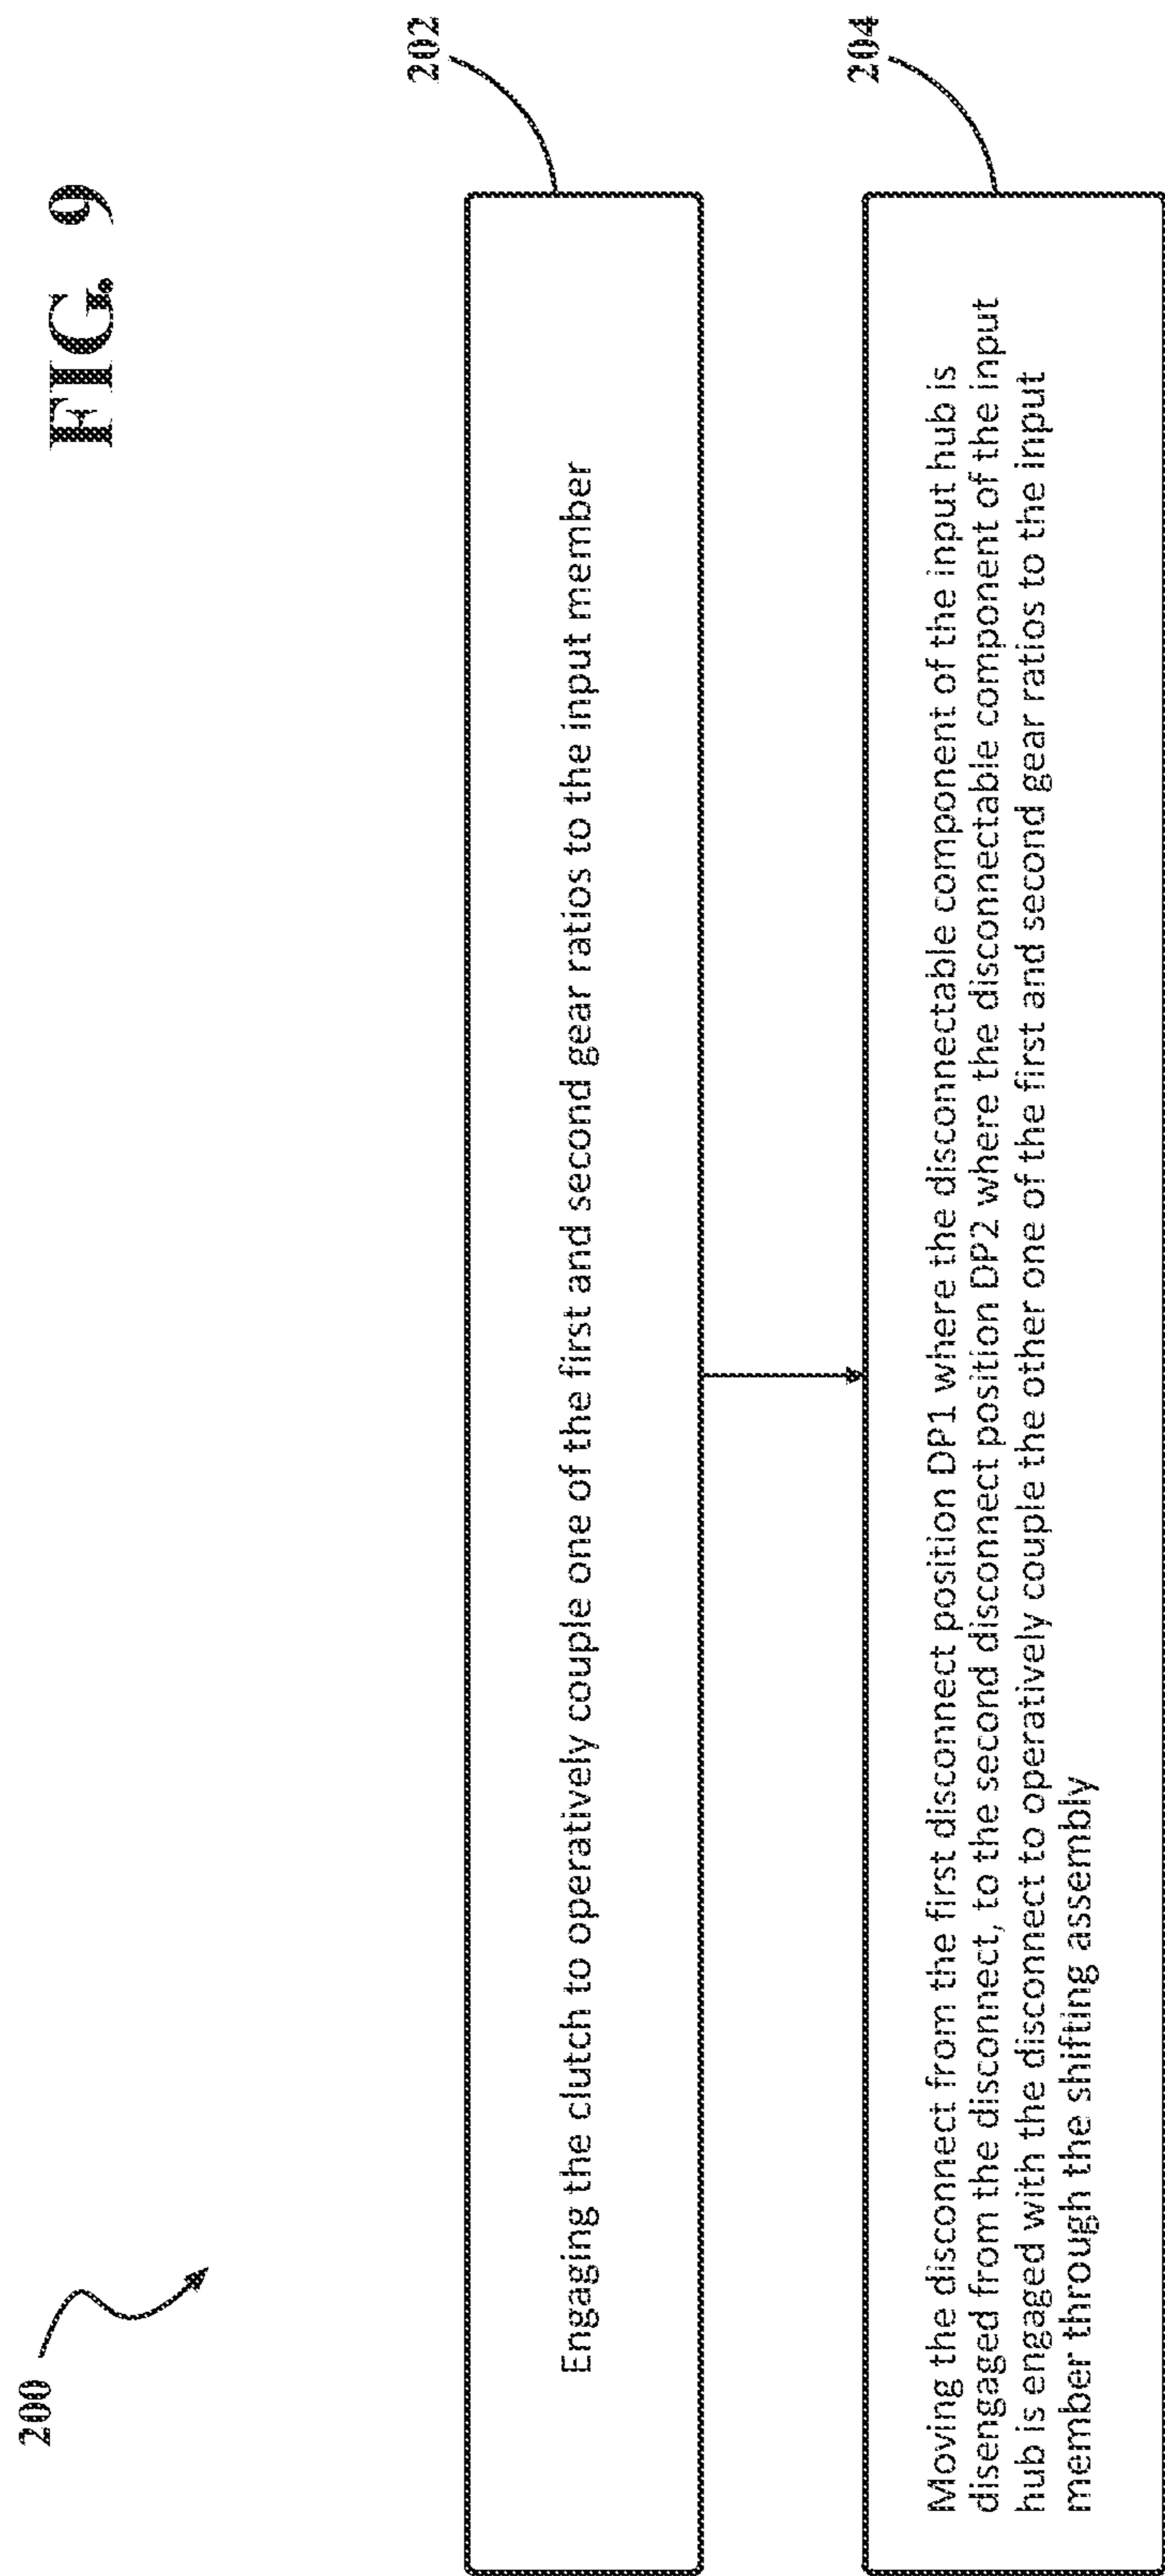 200
FIG. 9
202
Engaging the clutch to operatively couple one of the first and second gear ratios to the input member
204
Moving the disconnect from the first disconnect position DP1 where the disconnectable component of the input hub is
disengaged from the disconnect, to the second disconnect position DP2 where the disconnectable component of the input
hub is engaged with the disconnect to operatively couple the other one of the first and second gear ratios to the input
member through the shifting assembly